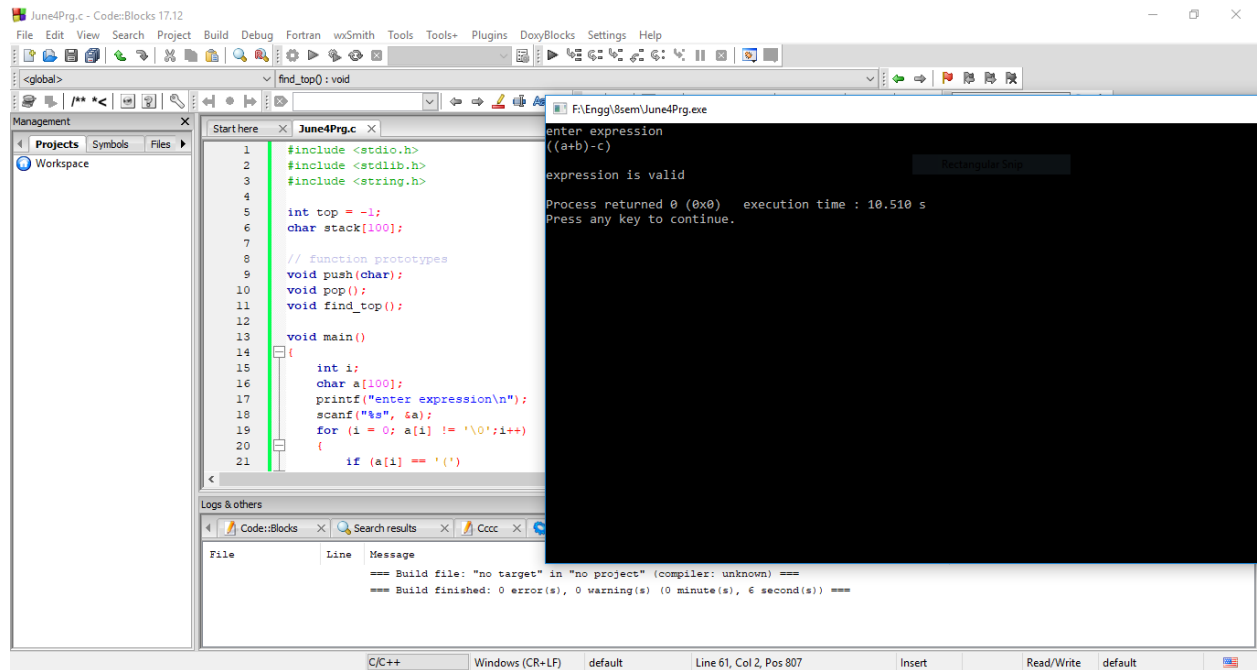 June4Prg.c - Code::Blocks 17.12
File Edit View Search Project Build Debug Fortran wxSmith Tools Tools+ Plugins DoxyBlocks Settings Help
<global>
find_top() : void
/** *<
Management
Projects Symbols Files
Workspace
Start here June4Prg.c
1 #include <stdio.h>
2 #include <stdlib.h>
3 #include <string.h>
4
5 int top = -1;
6 char stack[100];
7
8 // function prototypes
9 void push(char);
10 void pop();
11 void find_top();
12
13 void main()
14 {
15 int i;
16 char a[100];
17 printf("enter expression\n");
18 scanf("%s", &a);
19 for (i = 0; a[i] != '\0';i++)
20 {
21 if (a[i] == '(')
F:\Engg\8sem\June4Prg.exe
enter expression
((a+b)-c)
Rectangular Snip
expression is valid
Process returned 0 (0x0) execution time : 10.510 s
Press any key to continue.
Logs & others
Code::Blocks Search results Cccc
File Line Message
=== Build file: "no target" in "no project" (compiler: unknown) ===
=== Build finished: 0 error(s), 0 warning(s) (0 minute(s), 6 second(s)) ===
C/C++ Windows (CR+LF) default Line 61, Col 2, Pos 807 Insert Read/Write default